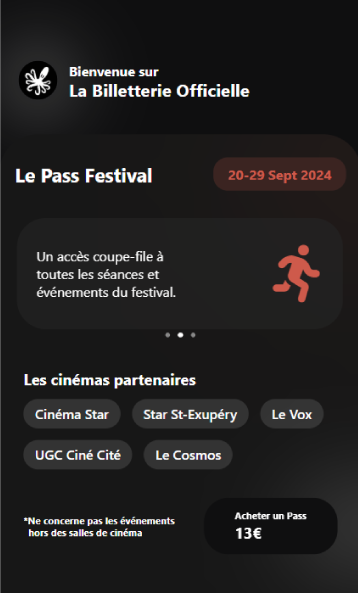 Bienvenue sur
La Billetterie Officielle
Le Pass Festival
20-29 Sept 2024
Un accès coupe-file à
toutes les séances et
événements du festival.
Les cinémas partenaires
Cinéma Star
Star St-Exupéry
Le Vox
UGC Ciné Cité
Le Cosmos
*Ne concerne pas les événements
hors des salles de cinéma
Acheter un Pass
13€